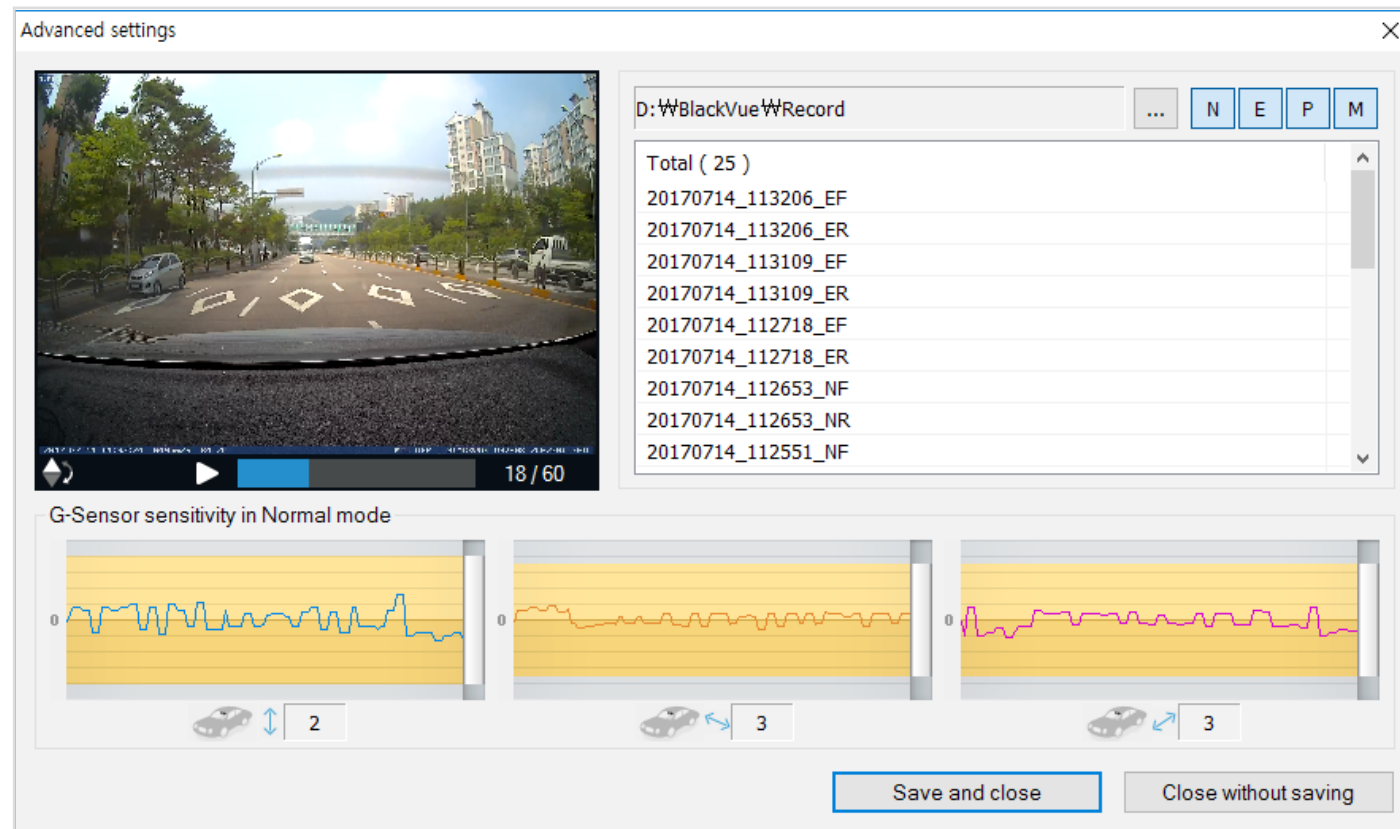 Advanced settings
D:₩BlackVue₩Record
... N E P M
Total ( 25 )
20170714_113206_EF
20170714_113206_ER
20170714_113109_EF
20170714_113109_ER
20170714_112718_EF
20170714_112718_ER
20170714_112653_NF
20170714_112653_NR
20170714_112551_NF
18 / 60
G-Sensor sensitivity in Normal mode
0 0 0
2 3 3
Save and close Close without saving